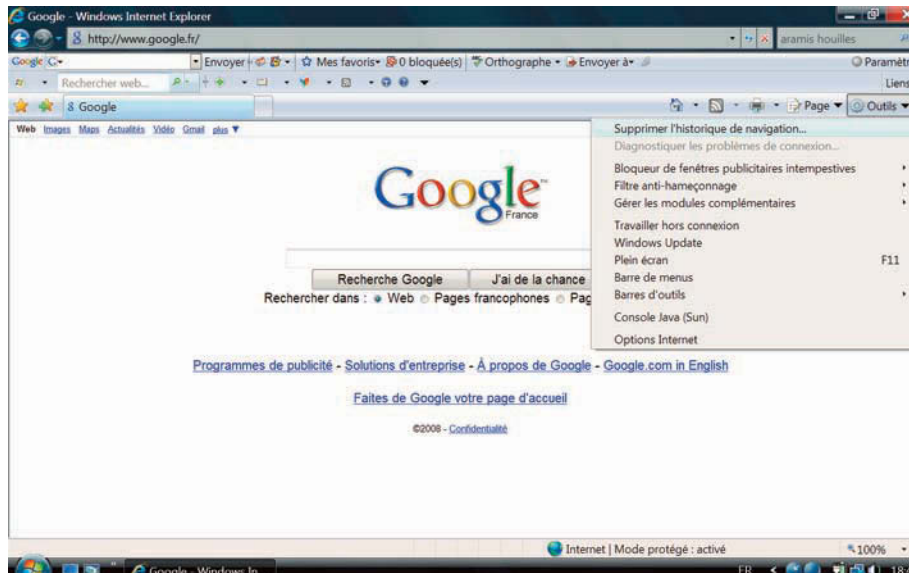 Google - Windows Internet Explorer
http://www.google.fr/
aramis houilles
Google G Envoyer Mes favoris 0 bloquée(s) Orthographe Envoyer à Paramètr
Rechercher web... Liens
Google Page Outils
Web Images Maps Actualités Vidéo Gmail plus
Supprimer l'historique de navigation...
Diagnostiquer les problèmes de connexion...
Bloqueur de fenêtres publicitaires intempestives
Filtre anti-hameçonnage
Gérer les modules complémentaires
Travailler hors connexion
Windows Update
Plein écran F11
Barre de menus
Barres d'outils
Console Java (Sun)
Options Internet
Google™
France
Recherche Google J'ai de la chance
Rechercher dans : Web Pages francophones Pag
Programmes de publicité - Solutions d'entreprise - À propos de Google - Google.com in English
Faites de Google votre page d'accueil
©2008 - Confidentialité
Internet | Mode protégé : activé 100%
Google - Windows In... FR